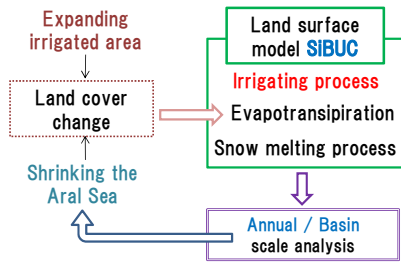 Expanding
irrigated area
Land cover
change
Shrinking the
Aral Sea
Land surface
model SiBUC
Irrigating process
Evapotransipiration
Snow melting process
Annual / Basin
scale analysis